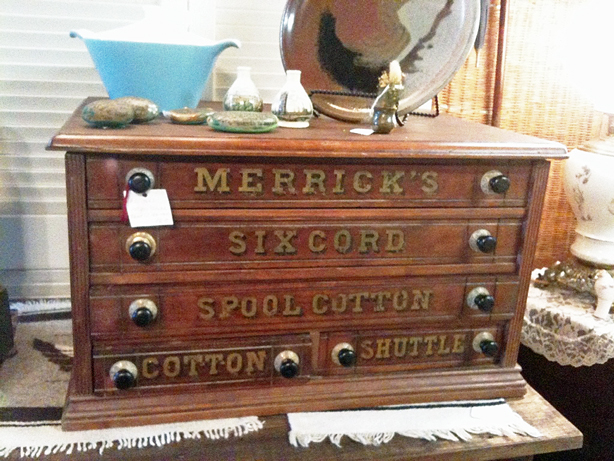 MERRICK'S
SIX CORD
SPOOL COTTON
COTTON SHUTTLE